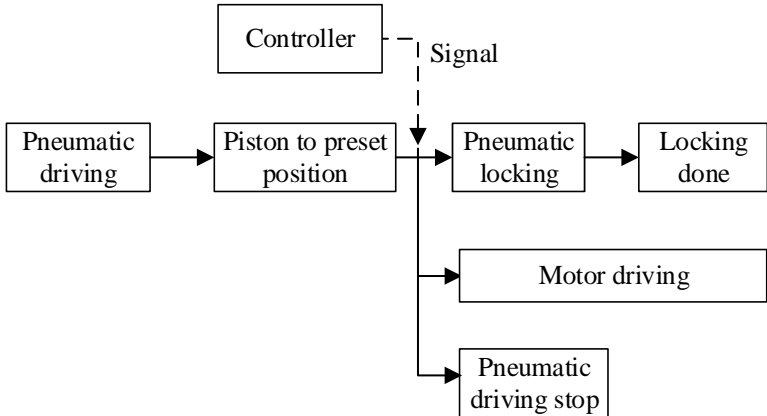 Controller
Signal
Pneumatic
driving
Piston to preset
position
Pneumatic
locking
Locking
done
Motor driving
Pneumatic
driving stop